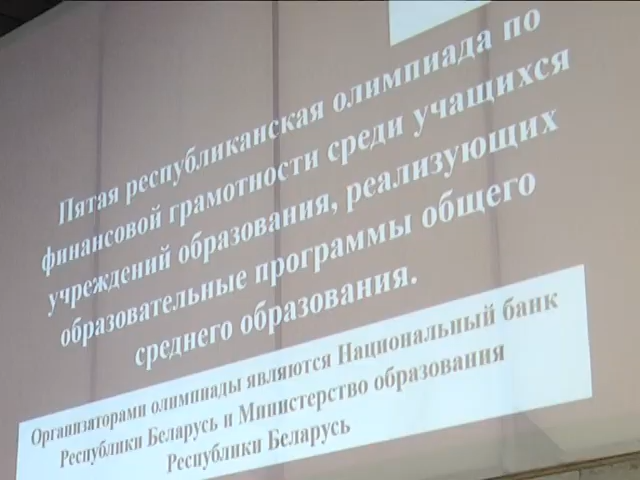 Пятая республиканская олимпиада по
финансовой грамотности среди учащихся
учреждений образования, реализующих
образовательные программы общего
среднего образования.
Организаторами олимпиады являются Национальный банк
Республики Беларусь и Министерство образования
Республики Беларусь